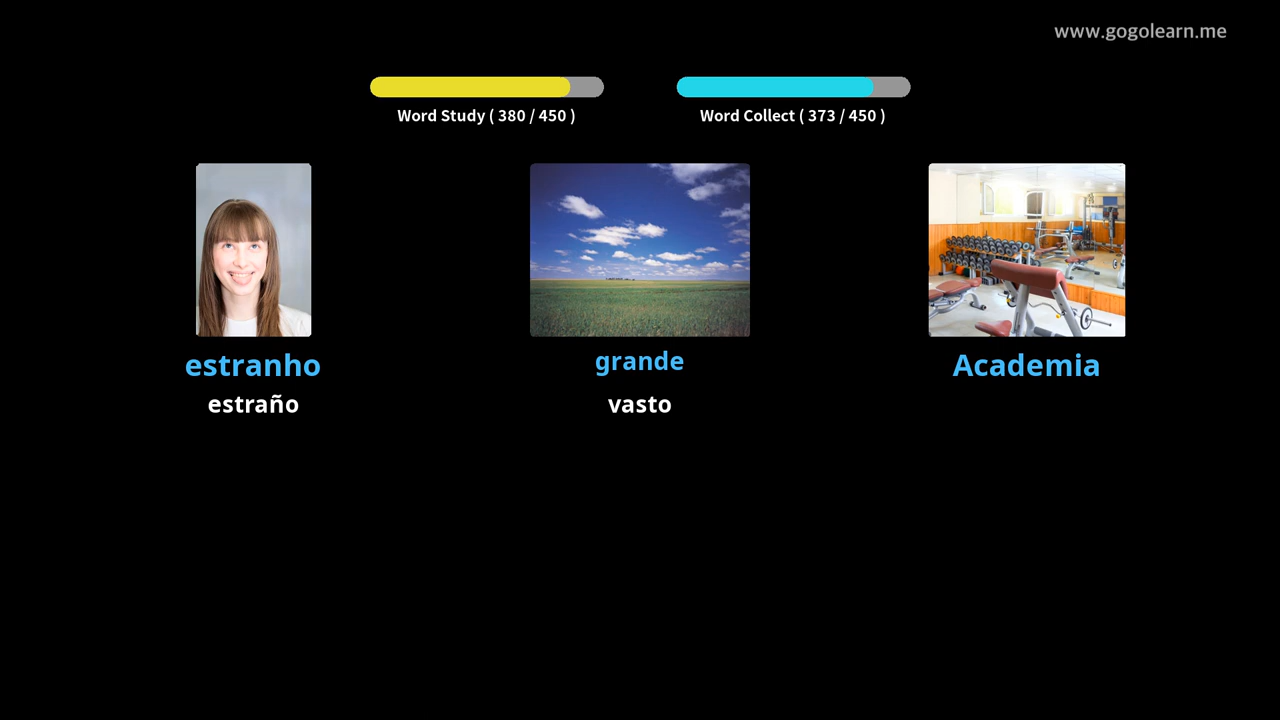 www.gogolearn.me
Word Study ( 380 / 450 )
Word Collect ( 373 / 450 )
estranho
estraño
grande
vasto
Academia